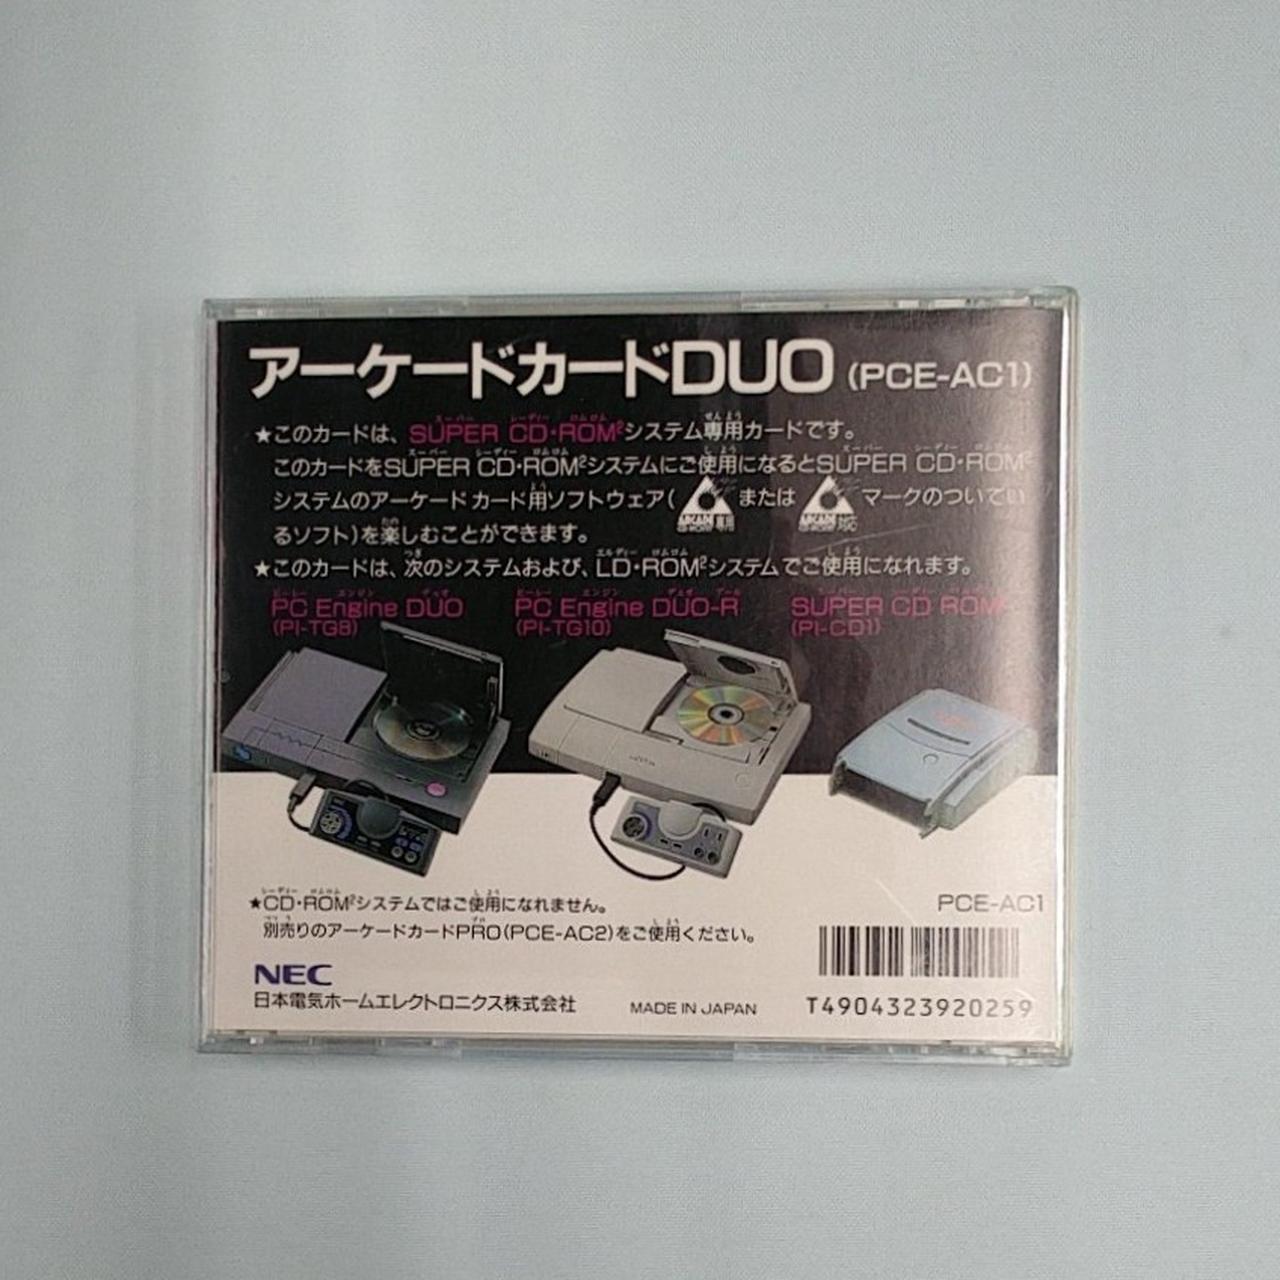 アーケードカードDUO (PCE-AC1)
★このカードは、SUPER CD・ROM²システム専用カードです。
このカードをSUPER CD・ROM²システムにご使用になるとSUPER CD・ROM²
システムのアーケードカード用ソフトウェア( または マークのついてい
るソフト)を楽しむことができます。
★このカードは、次のシステムおよび、LD・ROM²システムでご使用になれます。
PC Engine DUO
(PI-TG8)
PC Engine DUO-R
(PI-TG10)
SUPER CD ROM²
(PI-CD1)
★CD・ROM²システムではご使用になれません。
別売りのアーケードカードPRO(PCE-AC2)をご使用ください。
PCE-AC1
NEC
日本電気ホームエレクトロニクス株式会社
MADE IN JAPAN
T4904323920259